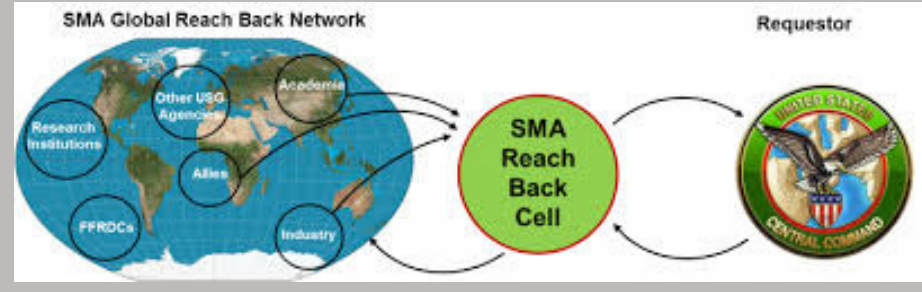 SMA Global Reach Back Network
Requestor
Academia
Other USG
Agencies
Research
Institutions
Allies
FFRDCs
Industry
SMA
Reach
Back
Cell
UNITED STATES
CENTRAL COMMAND